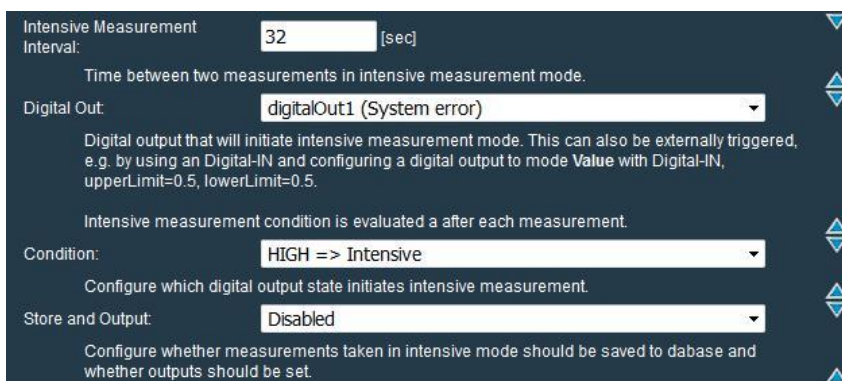 Intensive Measurement
Interval:
32 [sec]
Time between two measurements in intensive measurement mode.
Digital Out: digitalOut1 (System error)
Digital output that will initiate intensive measurement mode. This can also be externally triggered,
e.g. by using an Digital-IN and configuring a digital output to mode Value with Digital-IN,
upperLimit=0.5, lowerLimit=0.5.
Intensive measurement condition is evaluated a after each measurement.
Condition: HIGH => Intensive
Configure which digital output state initiates intensive measurement.
Store and Output: Disabled
Configure whether measurements taken in intensive mode should be saved to dabase and
whether outputs should be set.